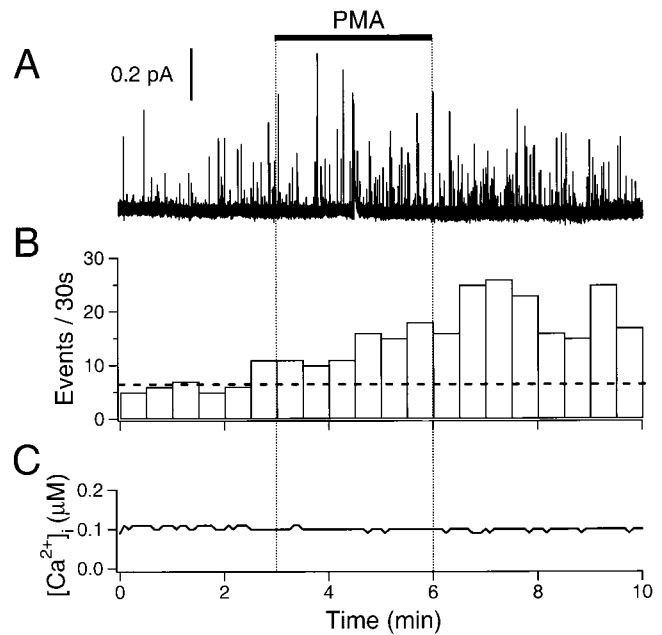 PMA
A
0.2 pA
B
30
20
10
0
Events / 30s
C
0.2
0.1
0.0
[Ca²⁺]ᵢ (μM)
0 2 4 6 8 10
Time (min)